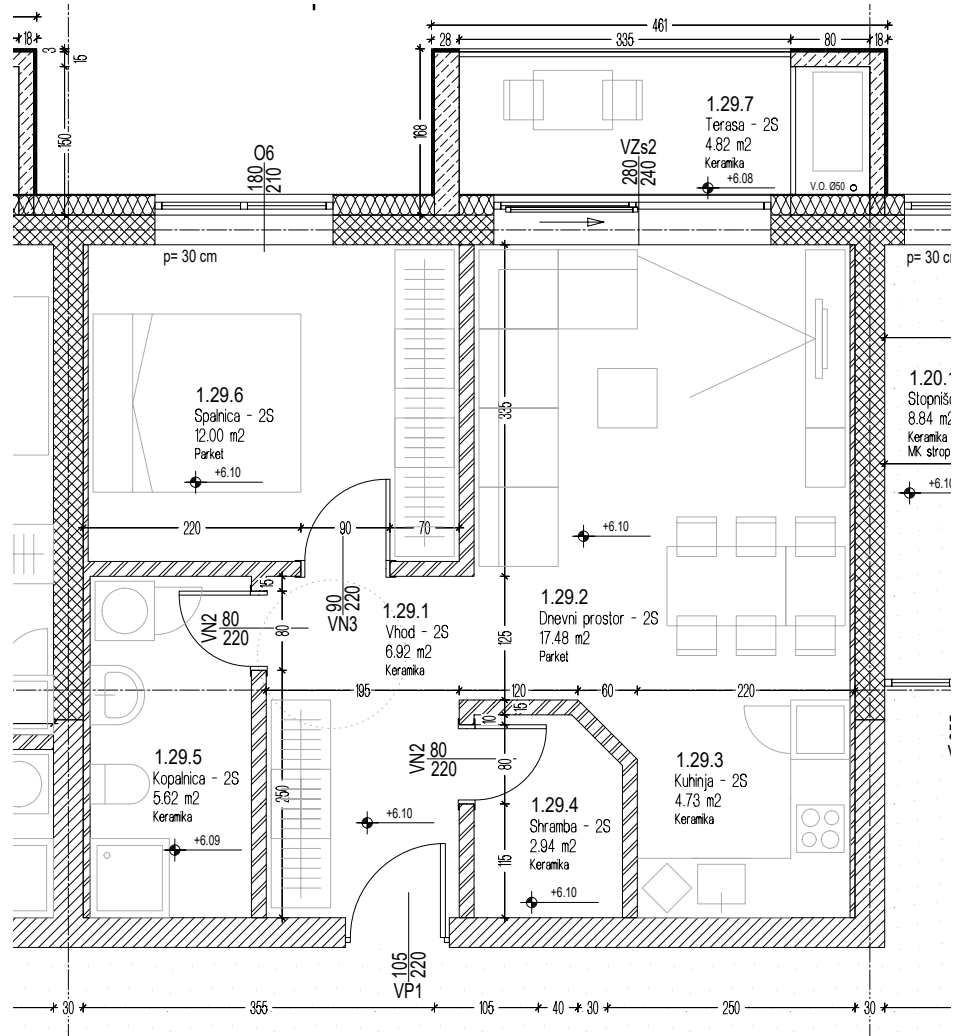 461
18
28
335
80
18
3
15
150
168
1.29.7
Terasa - 2S
4.82 m2
Keramika
+6.08
V.O. Ø50
O6
180
210
VZs2
280
240
p= 30 cm
p= 30 c
1.29.6
Spalnica - 2S
12.00 m2
Parket
+6.10
335
1.20.1
Stopniš
8.84 m2
Keramika
MK strop
+6.10
220
90
70
+6.10
15
90
220
VN3
VN2
80
220
80
1.29.1
Vhod - 2S
6.92 m2
Keramika
1.29.2
Dnevni prostor - 2S
17.48 m2
Parket
125
195
120
60
220
15
10
VN2
80
220
80
1.29.5
Kopalnica - 2S
5.62 m2
Keramika
+6.09
250
+6.10
1.29.3
Kuhinja - 2S
4.73 m2
Keramika
1.29.4
Shramba - 2S
2.94 m2
Keramika
+6.10
115
105
220
VP1
30
355
105
40
30
250
30